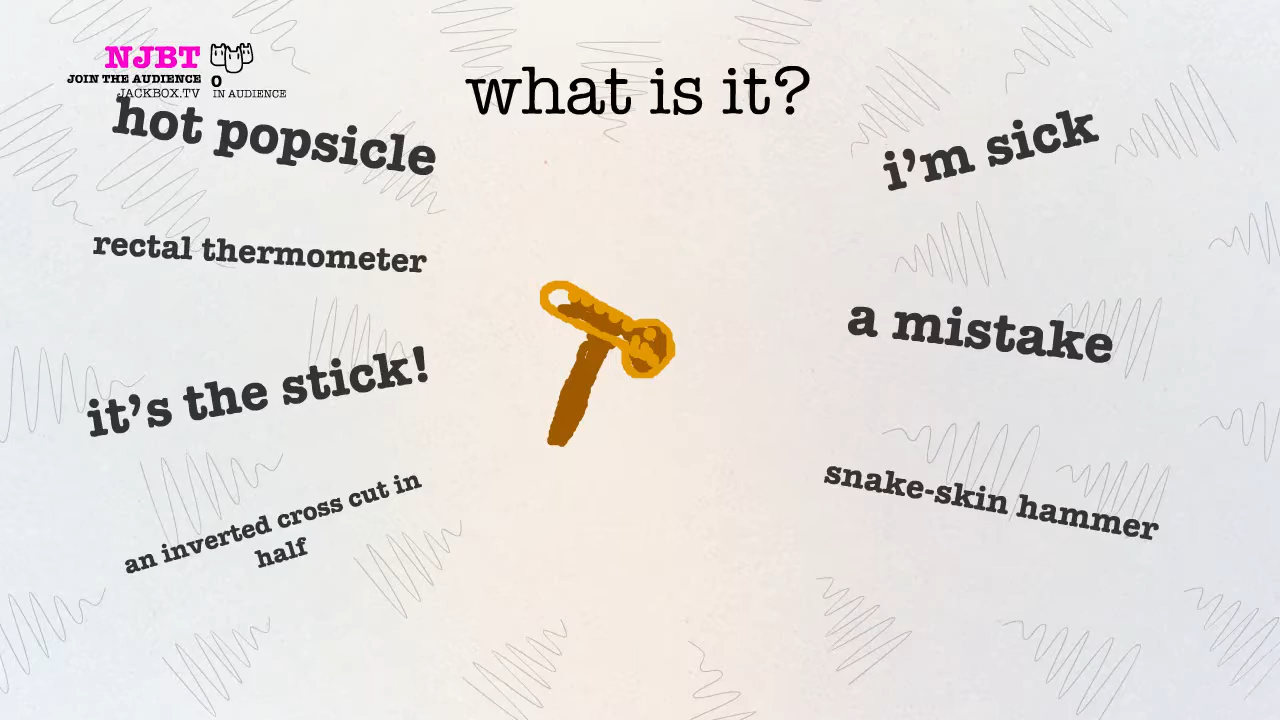 NJBT
JOIN THE AUDIENCE
JACKBOX.TV
0
IN AUDIENCE
what is it?
hot popsicle
i'm sick
rectal thermometer
a mistake
it's the stick!
snake-skin hammer
an inverted cross cut in
half